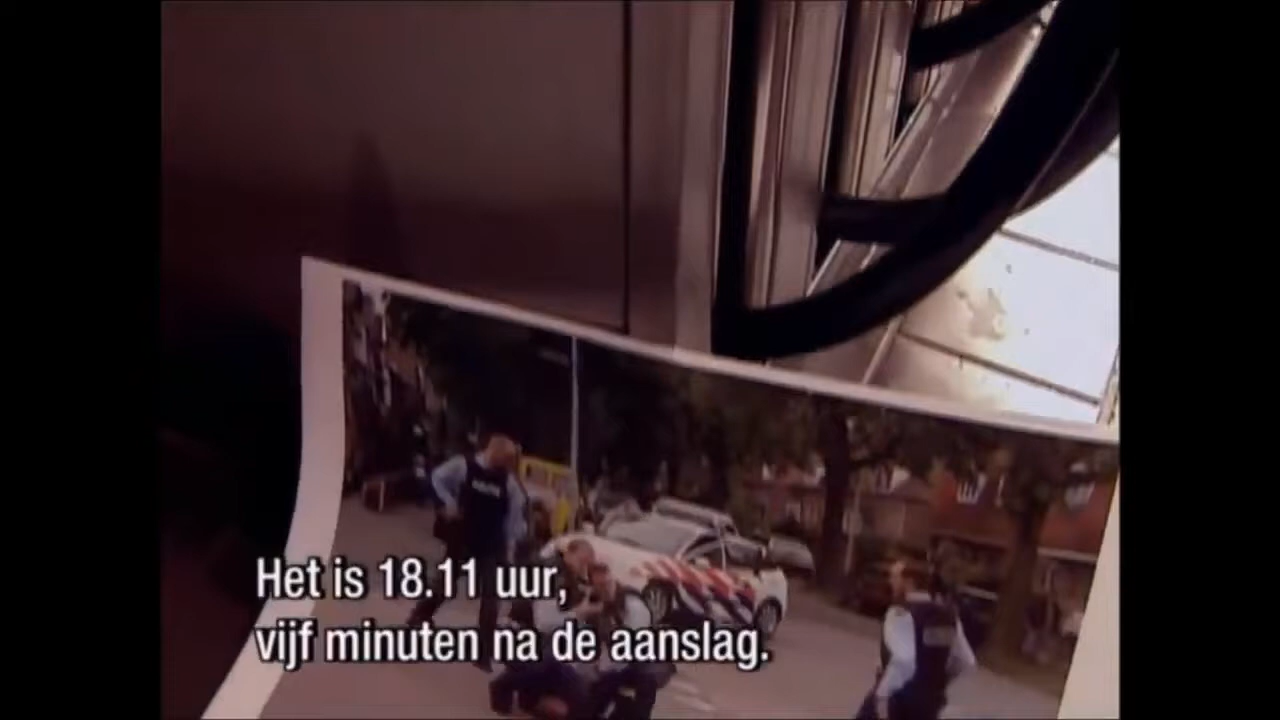 Het is 18.11 uur,
vijf minuten na de aanslag.